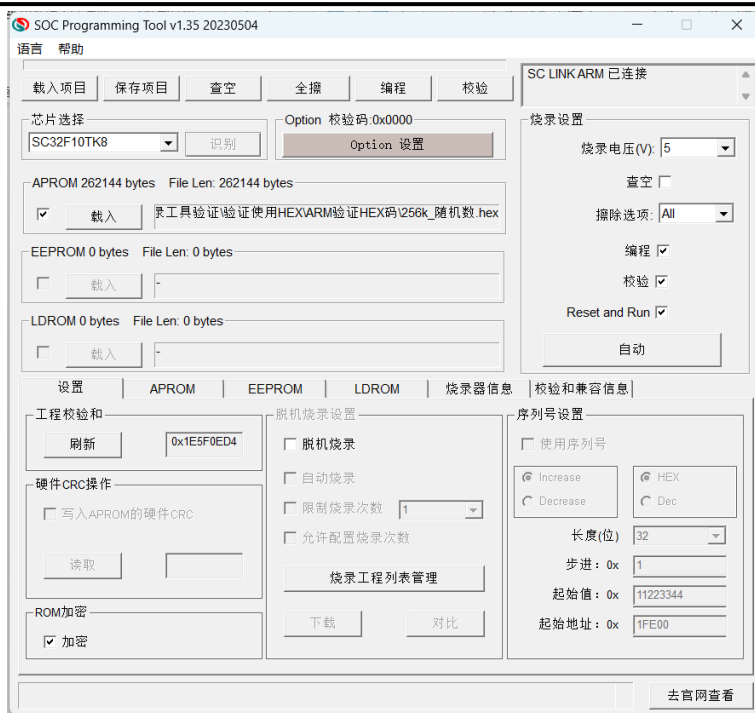 SOC Programming Tool v1.35 20230504
语言 帮助
载入项目 保存项目 查空 全擦 编程 校验
SC LINK ARM 已连接
芯片选择
SC32F10TK8 识别
Option 校验码:0x0000
Option 设置
APROM 262144 bytes File Len: 262144 bytes
载入 录工具验证\验证使用HEX\ARM验证HEX码\256k_随机数.hex
EEPROM 0 bytes File Len: 0 bytes
载入 -
LDROM 0 bytes File Len: 0 bytes
载入 -
烧录设置
烧录电压(V): 5
查空
擦除选项: All
编程
校验
Reset and Run
自动
设置 APROM EEPROM LDROM 烧录器信息 校验和兼容信息
工程校验和
刷新 0x1E5F0ED4
硬件CRC操作
写入APROM的硬件CRC
读取
ROM加密
加密
脱机烧录设置
脱机烧录
自动烧录
限制烧录次数 1
允许配置烧录次数
烧录工程列表管理
下载 对比
序列号设置
使用序列号
Increase HEX
Decrease Dec
长度(位) 32
步进: 0x 1
起始值: 0x 11223344
起始地址: 0x 1FE00
去官网查看